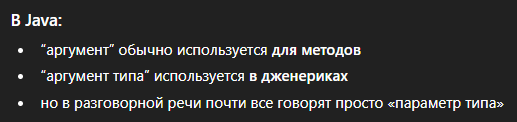 В Java:
• “аргумент” обычно используется для методов
• “аргумент типа” используется в дженериках
• но в разговорной речи почти все говорят просто «параметр типа»